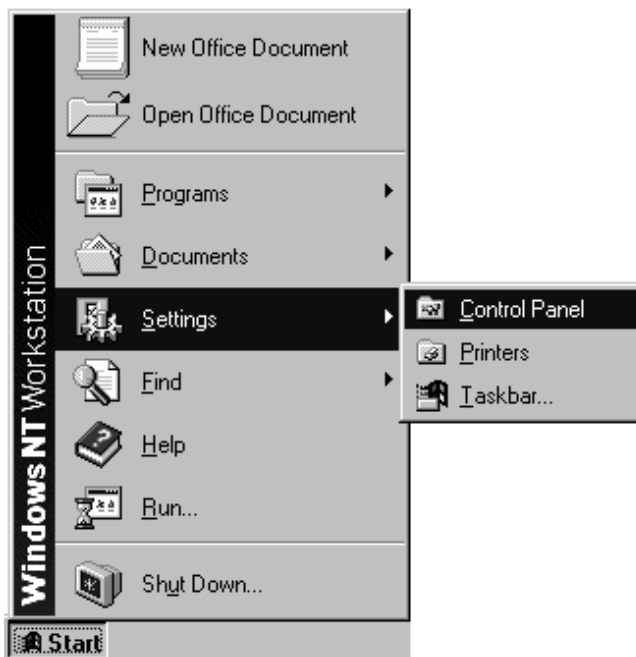 New Office Document
Open Office Document
Programs
Documents
Settings
Find
Help
Run...
Shut Down...
Control Panel
Printers
Taskbar...
Windows NT Workstation
Start